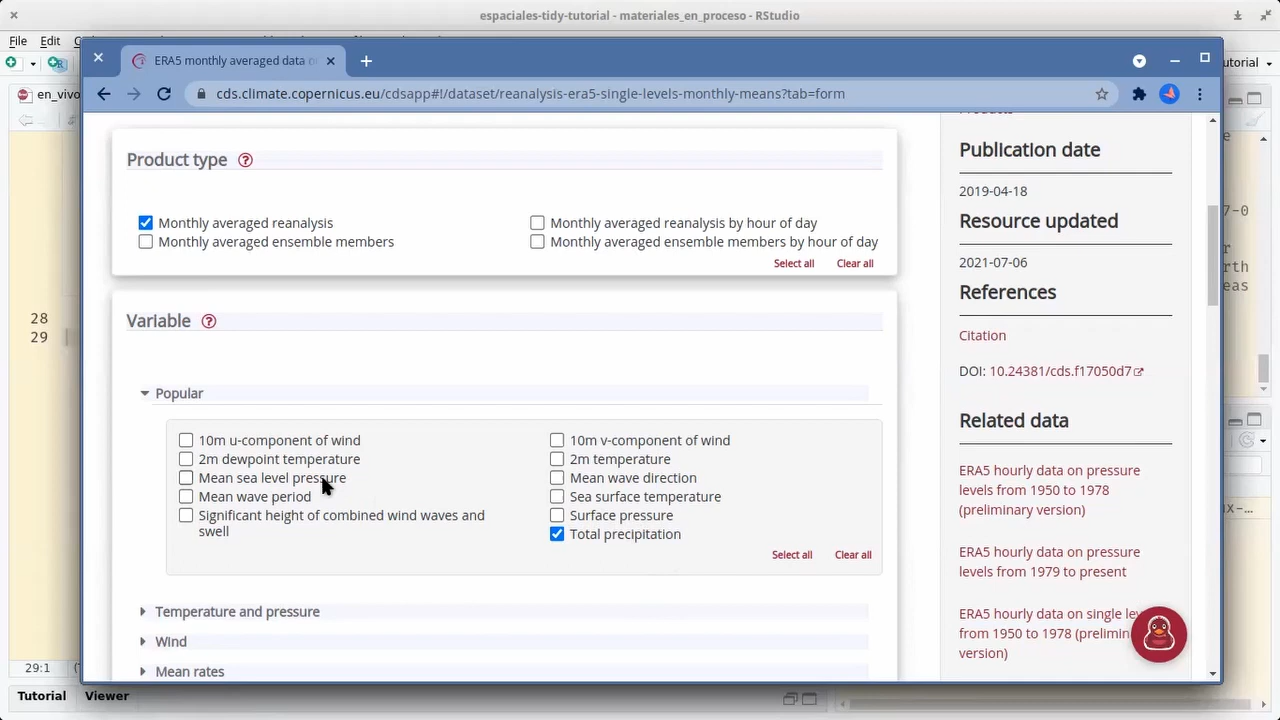 espaciales-tidy-tutorial - materiales_en_proceso - RStudio
File Edit
ERA5 monthly averaged data o
cds.climate.copernicus.eu/cdsapp#!/dataset/reanalysis-era5-single-levels-monthly-means?tab=form
utorial
en_vivo
Product type
Monthly averaged reanalysis
Monthly averaged reanalysis by hour of day
Monthly averaged ensemble members
Monthly averaged ensemble members by hour of day
Select all Clear all
Variable
Popular
10m u-component of wind
10m v-component of wind
2m dewpoint temperature
2m temperature
Mean sea level pressure
Mean wave direction
Mean wave period
Sea surface temperature
Significant height of combined wind waves and
swell
Surface pressure
Total precipitation
Select all Clear all
Temperature and pressure
Wind
Mean rates
Publication date
2019-04-18
Resource updated
2021-07-06
References
Citation
DOI: 10.24381/cds.f17050d7
Related data
ERA5 hourly data on pressure
levels from 1950 to 1978
(preliminary version)
ERA5 hourly data on pressure
levels from 1979 to present
ERA5 hourly data on single lev
from 1950 to 1978 (prelimin
version)
28
29
7-0
r
rth
eas
29:1
Tutorial Viewer